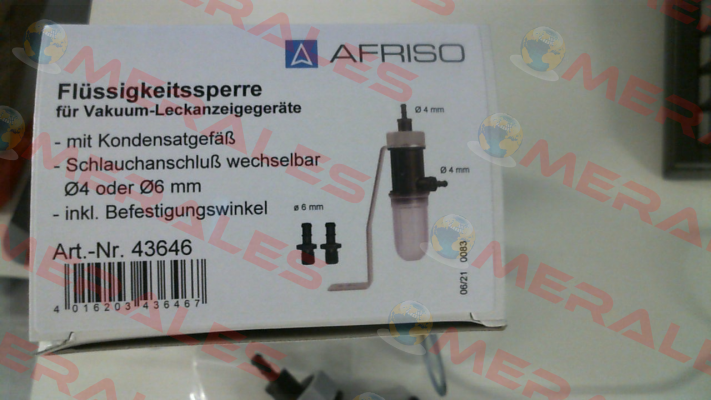 AFRISO
Flüssigkeitssperre
für Vakuum-Leckanzeigegeräte
- mit Kondensatgefäß
- Schlauchanschluß wechselbar
Ø4 oder Ø6 mm
- inkl. Befestigungswinkel
Art.-Nr. 43646
4 016203 436467
Ø 4 mm
Ø 4 mm
ø 6 mm
06/21 0083
MERALES
MERALES
MERALES
MERALES
MERALES
MERALES